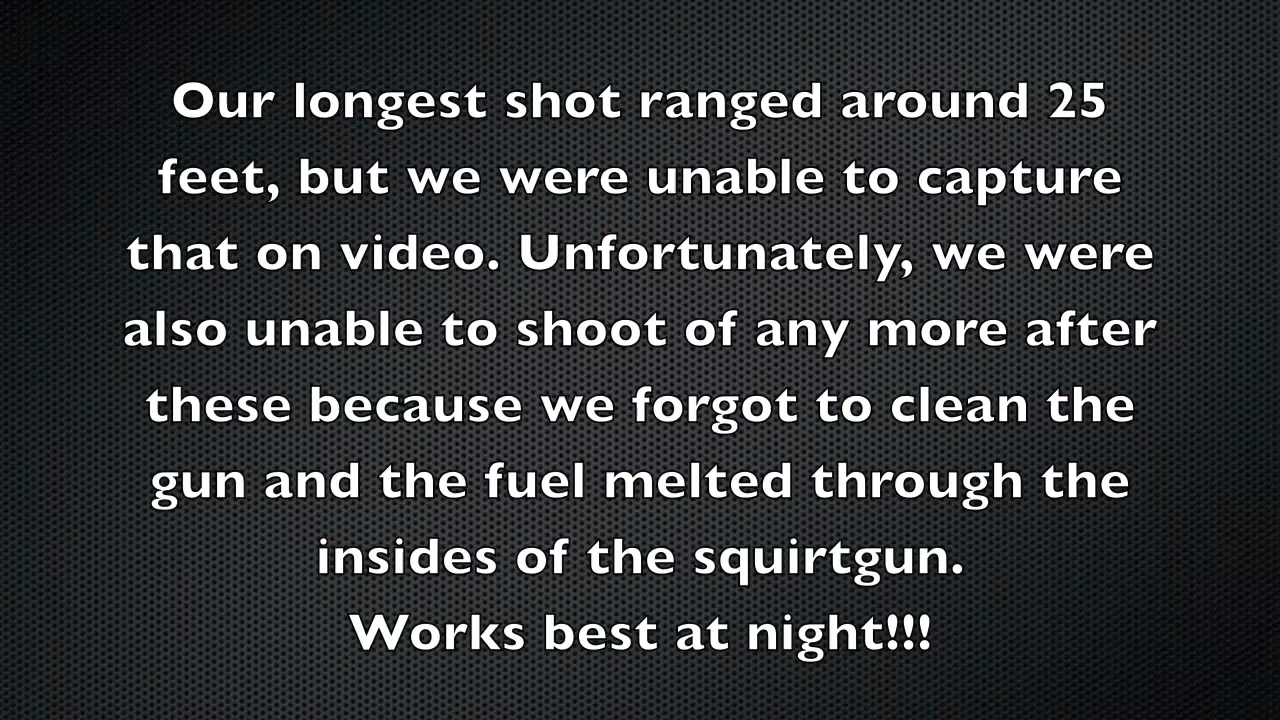 Our longest shot ranged around 25
feet, but we were unable to capture
that on video. Unfortunately, we were
also unable to shoot of any more after
these because we forgot to clean the
gun and the fuel melted through the
insides of the squirtgun.
Works best at night!!!